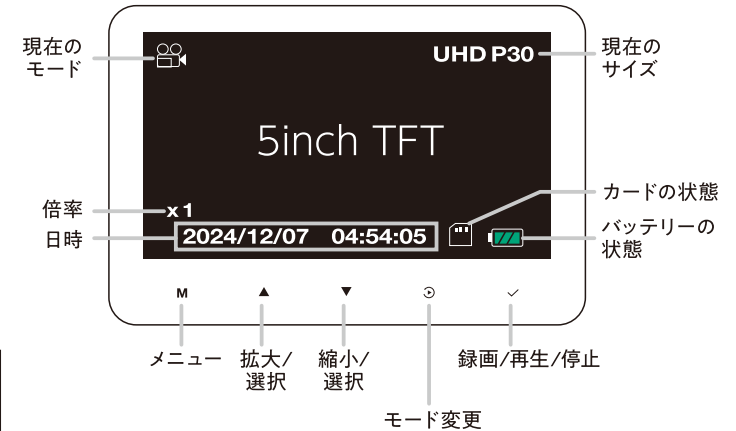 現在の
モード
UHD P30
現在の
サイズ
5inch TFT
倍率
x1
カードの状態
日時
2024/12/07 04:54:05
バッテリーの
状態
M ▲ ▼
メニュー
拡大/
選択
縮小/
選択
録画/再生/停止
モード変更